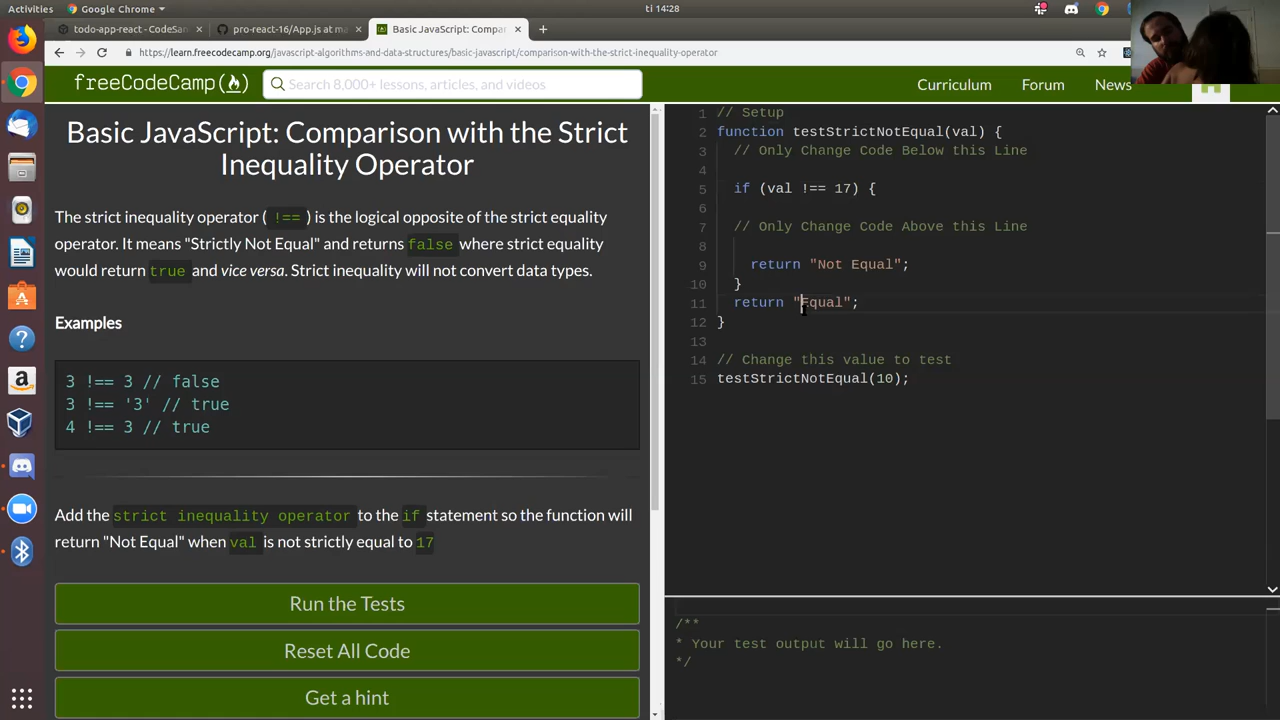 Activities
Google Chrome
ti 14:28
todo-app-react - CodeSan
pro-react-16/App.js at ma
Basic JavaScript: Compar
https://learn.freecodecamp.org/javascript-algorithms-and-data-structures/basic-javascript/comparison-with-the-strict-inequality-operator
freeCodeCamp
Search 8,000+ lessons, articles, and videos
Curriculum
Forum
News
Basic JavaScript: Comparison with the Strict
Inequality Operator
The strict inequality operator ( !== ) is the logical opposite of the strict equality
operator. It means "Strictly Not Equal" and returns false where strict equality
would return true and vice versa. Strict inequality will not convert data types.
Examples
3 !== 3 // false
3 !== '3' // true
4 !== 3 // true
Add the strict inequality operator to the if statement so the function will
return "Not Equal" when val is not strictly equal to 17
Run the Tests
Reset All Code
Get a hint
1 // Setup
2 function testStrictNotEqual(val) {
3 // Only Change Code Below this Line
4
5 if (val !== 17) {
6
7 // Only Change Code Above this Line
8
9 return "Not Equal";
10 }
11 return "Equal";
12 }
13
14 // Change this value to test
15 testStrictNotEqual(10);
/**
* Your test output will go here.
*/